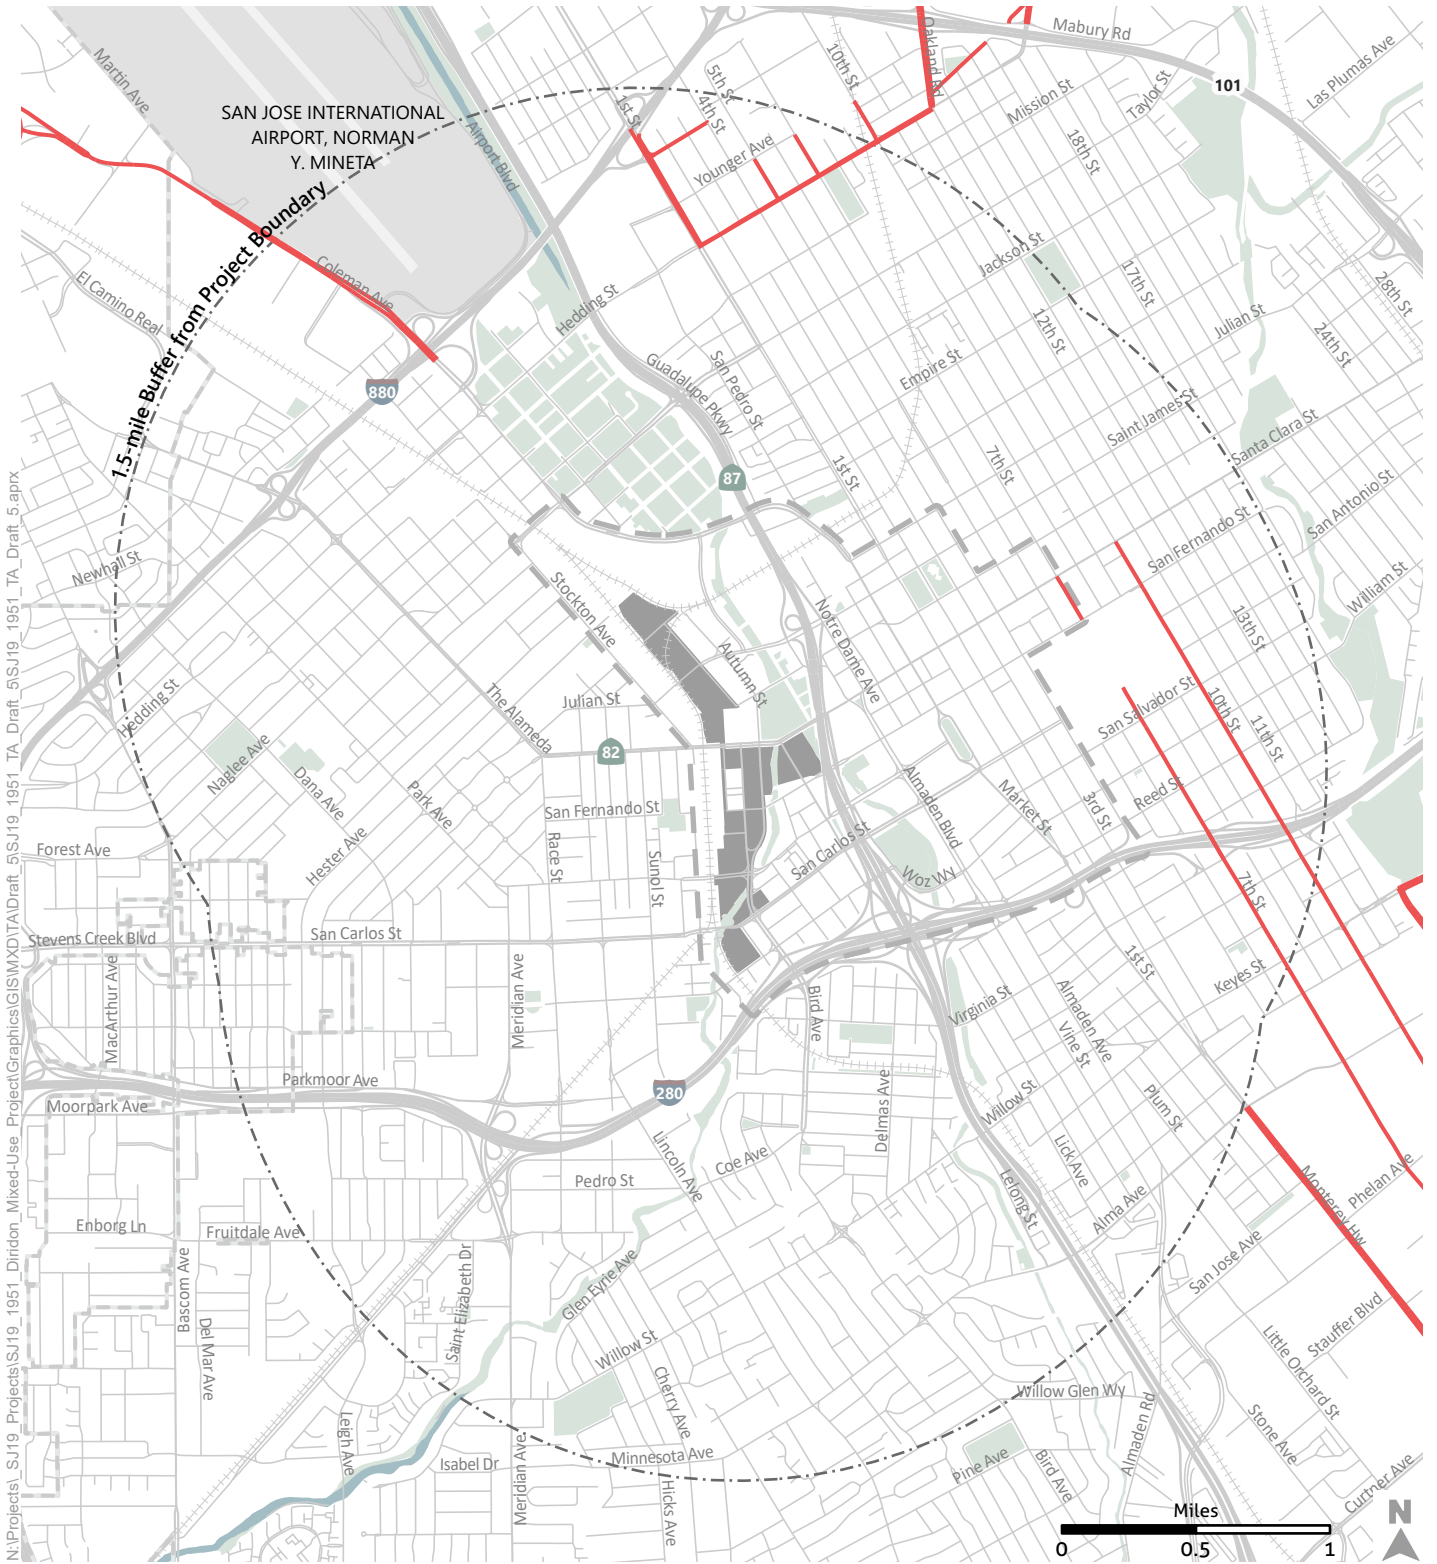 Mabury Rd
Oakland Rd
10th St
Las Plumas Ave
Martin Ave
5th St
4th St
1st St
101
Taylor St
Mission St
SAN JOSE INTERNATIONAL
AIRPORT, NORMAN
Y. MINETA
Airport Blvd
Younger Ave
18th St
1.5-mile Buffer from Project Boundary
Jackson St
17th St
28th St
El Camino Real
Coleman Ave
Hedding St
12th St
Julian St
24th St
Guadalupe Pkwy
San Pedro St
Empire St
880
Saint James St
Santa Clara St
87
1st St
7th St
San Antonio St
San Fernando St
Newhall St
Stockton Ave
William St
Notre Dame Ave
13th St
Autumn St
Hedding St
The Alameda
Julian St
San Salvador St
10th St
11th St
82
Naglee Ave
Dana Ave
Park Ave
Almaden Blvd
Market St
3rd St
Reed St
San Fernando St
Forest Ave
Hester Ave
Race St
Sunol St
San Carlos St
Woz Wy
7th St
Stevens Creek Blvd
San Carlos St
MacArthur Ave
Meridian Ave
Bird Ave
Virginia St
1st St
Keyes St
Almaden Ave
Vine St
Parkmoor Ave
Moorpark Ave
280
Delmas Ave
Willow St
Plum St
Lincoln Ave
Coe Ave
Lick Ave
Pedro St
Lelong St
Alma Ave
Monterey Hw
Phelan Ave
Enborg Ln
Fruitdale Ave
Bascom Ave
Saint Elizabeth Dr
Glen Eyrie Ave
San Jose Ave
Del Mar Ave
Willow St
Cherry Ave
Stauffer Blvd
Little Orchard St
Willow Glen Wy
Almaden Rd
Stone Ave
Leigh Ave
Isabel Dr
Meridian Ave
Minnesota Ave
Hicks Ave
Pine Ave
Bird Ave
Curtner Ave
Miles
0 0.5 1
N
N:\Projects\_SJ19_Projects\SJ19_1951_Diridon_Mixed-Use_Project\Graphics\GIS\MXD\TA\Draft_5\SJ19_1951_TA_Draft_5\SJ19_1951_TA_Draft_5.aprx